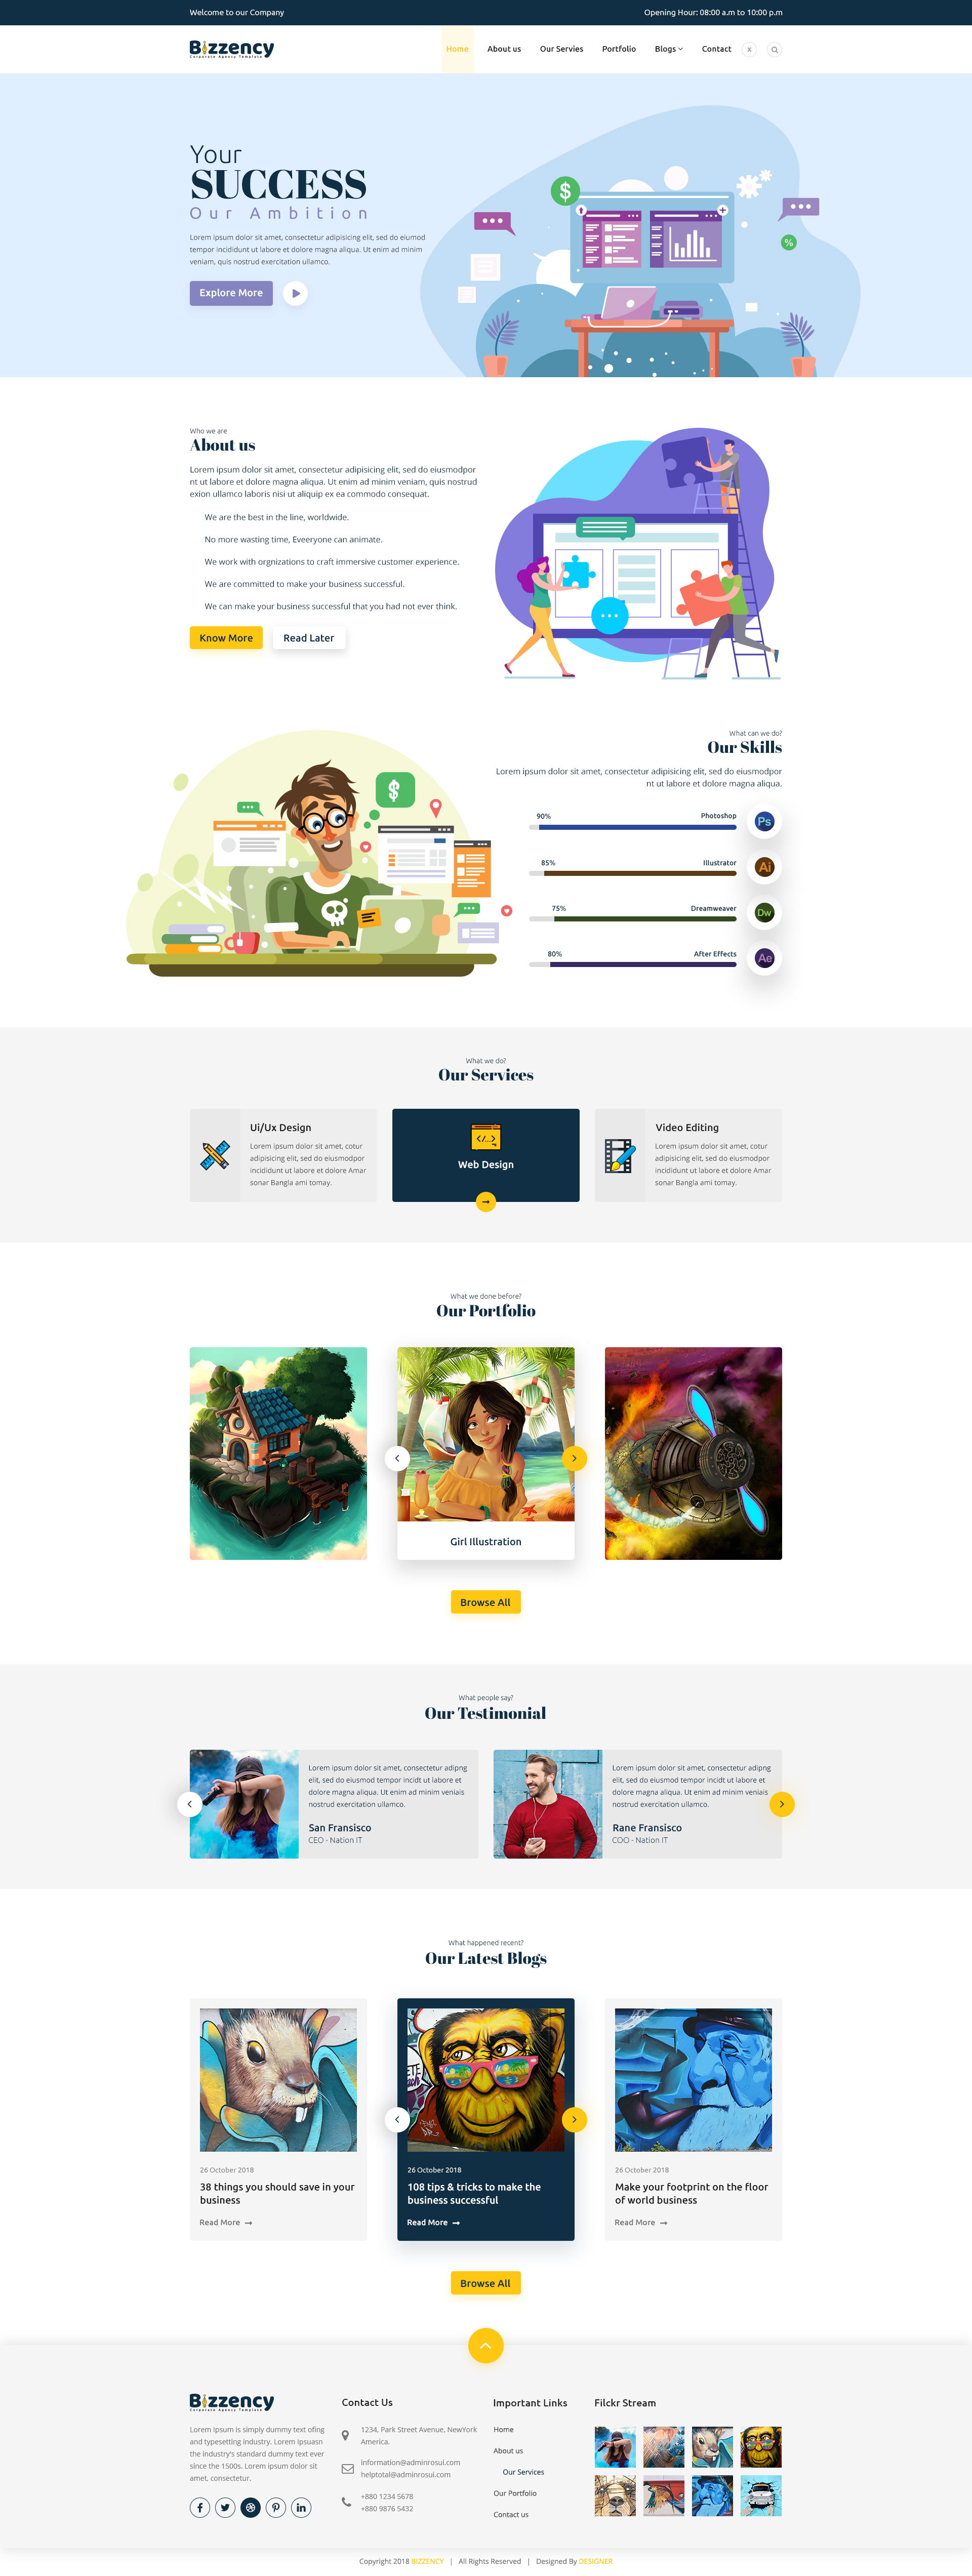 Welcome to our Company
Opening Hour: 08:00 a.m to 10:00 p.m
Bizzency
Corporate Agency Template
Home
About us
Our Servies
Portfolio
Blogs
Contact
X
Your
SUCCESS
Our Ambition
Lorem ipsum dolor sit amet, consectetur adipisicing elit, sed do eiumod
tempor incididunt ut labore et dolore magna aliqua. Ut enim ad minim
veniam, quis nostrud exercitation ullamco.
Explore More
$
%
Who we are
About us
Lorem ipsum dolor sit amet, consectetur adipisicing elit, sed do eiusmodpor
nt ut labore et dolore magna aliqua. Ut enim ad minim veniam, quis nostrud
exion ullamco laboris nisi ut aliquip ex ea commodo consequat.
We are the best in the line, worldwide.
No more wasting time, Eveeryone can animate.
We work with orgnizations to craft immersive customer experience.
We are committed to make your business successful.
We can make your business successful that you had not ever think.
Know More
Read Later
$
What can we do?
Our Skills
Lorem ipsum dolor sit amet, consectetur adipisicing elit, sed do eiusmodpor
nt ut labore et dolore magna aliqua.
90%
Photoshop
Ps
85%
Illustrator
Ai
75%
Dreamweaver
Dw
80%
After Effects
Ae
What we do?
Our Services
Ui/Ux Design
Lorem ipsum dolor sit amet, cotur
adipisicing elit, sed do eiusmodpor
incididunt ut labore et dolore Amar
sonar Bangla ami tomay.
Web Design
Video Editing
Lorem ipsum dolor sit amet, cotur
adipisicing elit, sed do eiusmodpor
incididunt ut labore et dolore Amar
sonar Bangla ami tomay.
What we done before?
Our Portfolio
Girl Illustration
Browse All
What people say?
Our Testimonial
Lorem ipsum dolor sit amet, consectetur adipng
elit, sed do eiusmod tempor incidt ut labore et
dolore magna aliqua. Ut enim ad minim veniais
nostrud exercitation ullamco.
San Fransisco
CEO - Nation IT
Lorem ipsum dolor sit amet, consectetur adipng
elit, sed do eiusmod tempor incidt ut labore et
dolore magna aliqua. Ut enim ad minim veniais
nostrud exercitation ullamco.
Rane Fransisco
COO - Nation IT
What happened recent?
Our Latest Blogs
26 October 2018
38 things you should save in your
business
Read More
26 October 2018
108 tips & tricks to make the
business successful
Read More
26 October 2018
Make your footprint on the floor
of world business
Read More
Browse All
Bizzency
Corporate Agency Template
Lorem Ipsum is simply dummy text ofing
and typesetting industry. Lorem Ipsuasn
the industry's standard dummy text ever
since the 1500s. Lorem ipsum dolor sit
amet, consectetur.
Contact Us
1234, Park Street Avenue, NewYork
America.
information@adminrosul.com
helptotal@adminrosul.com
+880 1234 5678
+880 9876 5432
Important Links
Home
About us
Our Services
Our Portfolio
Contact us
Filckr Stream
Copyright 2018 BIZZENCY | All Rights Reserved | Designed By DESIGNER